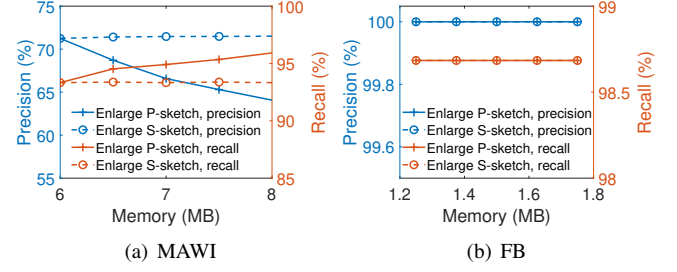 75
70
65
60
55
Precision (%)
100
95
90
85
Recall (%)
Enlarge P-sketch, precision
Enlarge S-sketch, precision
Enlarge P-sketch, recall
Enlarge S-sketch, recall
6 7 8
Memory (MB)
(a) MAWI
100
99.8
99.6
Precision (%)
99
98.5
98
Recall (%)
Enlarge P-sketch, precision
Enlarge S-sketch, precision
Enlarge P-sketch, recall
Enlarge S-sketch, recall
1.2 1.4 1.6 1.8
Memory (MB)
(b) FB